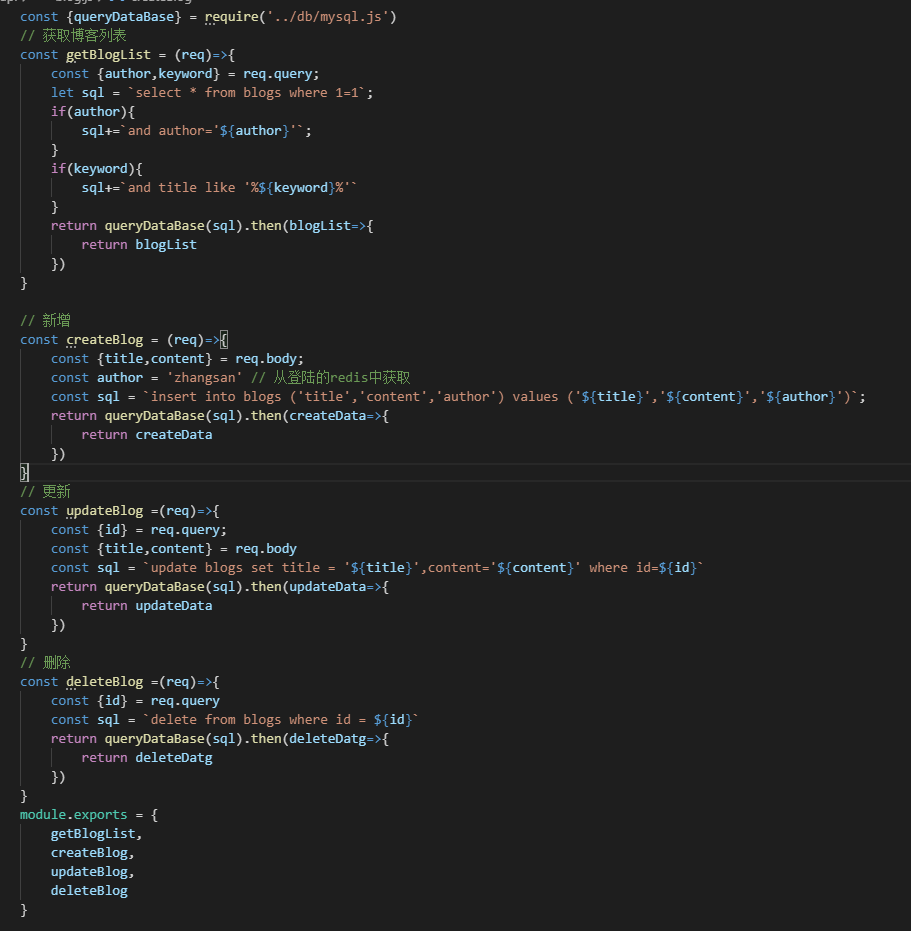 const {queryDataBase} = require('../db/mysql.js')
// 获取博客列表
const getBlogList = (req)=>{
    const {author,keyword} = req.query;
    let sql = `select * from blogs where 1=1`;
    if(author){
        sql+=`and author='${author}'`;
    }
    if(keyword){
        sql+=`and title like '%${keyword}%'`
    }
    return queryDataBase(sql).then(blogList=>{
        return blogList
    })
}
// 新增
const createBlog = (req)=>{
    const {title,content} = req.body;
    const author = 'zhangsan' // 从登陆的redis中获取
    const sql = `insert into blogs ('title','content','author') values ('${title}','${content}','${author}')`;
    return queryDataBase(sql).then(createData=>{
        return createData
    })
}
// 更新
const updateBlog =(req)=>{
    const {id} = req.query;
    const {title,content} = req.body
    const sql = `update blogs set title = '${title}',content='${content}' where id=${id}`
    return queryDataBase(sql).then(updateData=>{
        return updateData
    })
}
// 删除
const deleteBlog =(req)=>{
    const {id} = req.query
    const sql = `delete from blogs where id = ${id}`
    return queryDataBase(sql).then(deleteDatg=>{
        return deleteDatg
    })
}
module.exports = {
    getBlogList,
    createBlog,
    updateBlog,
    deleteBlog
}